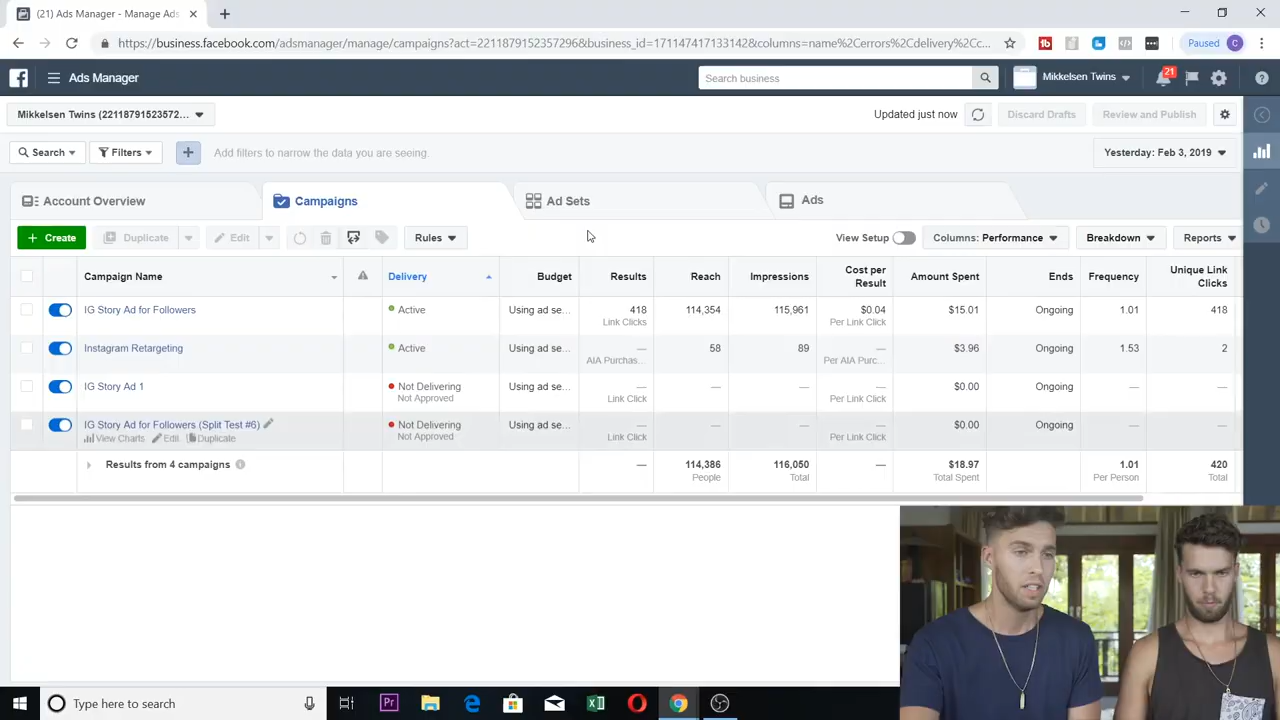 (21) Ads Manager - Manage Ads
https://business.facebook.com/adsmanager/manage/campaigns?act=2211879152357296&business_id=1711474171331428&columns=name%2Cerrors%2Cdelivery%2Cc...
Paused C
Ads Manager
Search business
Mikkelsen Twins
21
Mikkelsen Twins (22118791523572...
Updated just now
Discard Drafts
Review and Publish
Search
Filters
Add filters to narrow the data you are seeing.
Yesterday: Feb 3, 2019
Account Overview
Campaigns
Ad Sets
Ads
+ Create
Duplicate
Edit
Rules
View Setup
Columns: Performance
Breakdown
Reports
Campaign Name Delivery Budget Results Reach Impressions Cost per Result Amount Spent Ends Frequency Unique Link Clicks
IG Story Ad for Followers Active Using ad se... 418 114,354 115,961 $0.04 $15.01 Ongoing 1.01 418
Link Clicks Per Link Click
Instagram Retargeting Active Using ad se... — 58 89 — $3.96 Ongoing 1.53 2
AIA Purchas... Per AIA Purc...
IG Story Ad 1 Not Delivering Using ad se... — — — — $0.00 Ongoing — —
Not Approved Link Click Per Link Click
IG Story Ad for Followers (Split Test #6) Not Delivering Using ad se... — — — — $0.00 Ongoing — —
View Charts Edit Duplicate Not Approved Link Click Per Link Click
Results from 4 campaigns — 114,386 116,050 — $18.97 1.01 420
People Total Total Spent Per Person Total
Type here to search
Pr